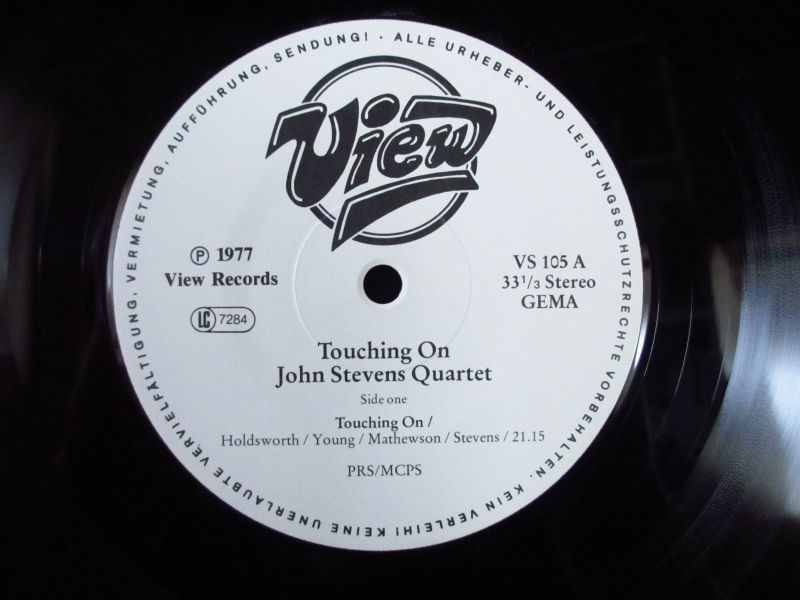 ALLE URHEBER- UND LEISTUNGSSCHUTZRECHTE VORBEHALTEN. KEIN VERLEIH! KEINE UNERLAUBTE VERVIELFÄLTIGUNG, VERMIETUNG, AUFFÜHRUNG, SENDUNG! ·
View
℗ 1977
View Records
LC 7284
VS 105 A
33 1/3 Stereo
GEMA
Touching On
John Stevens Quartet
Side one
Touching On /
Holdsworth / Young / Mathewson / Stevens / 21.15
PRS/MCPS